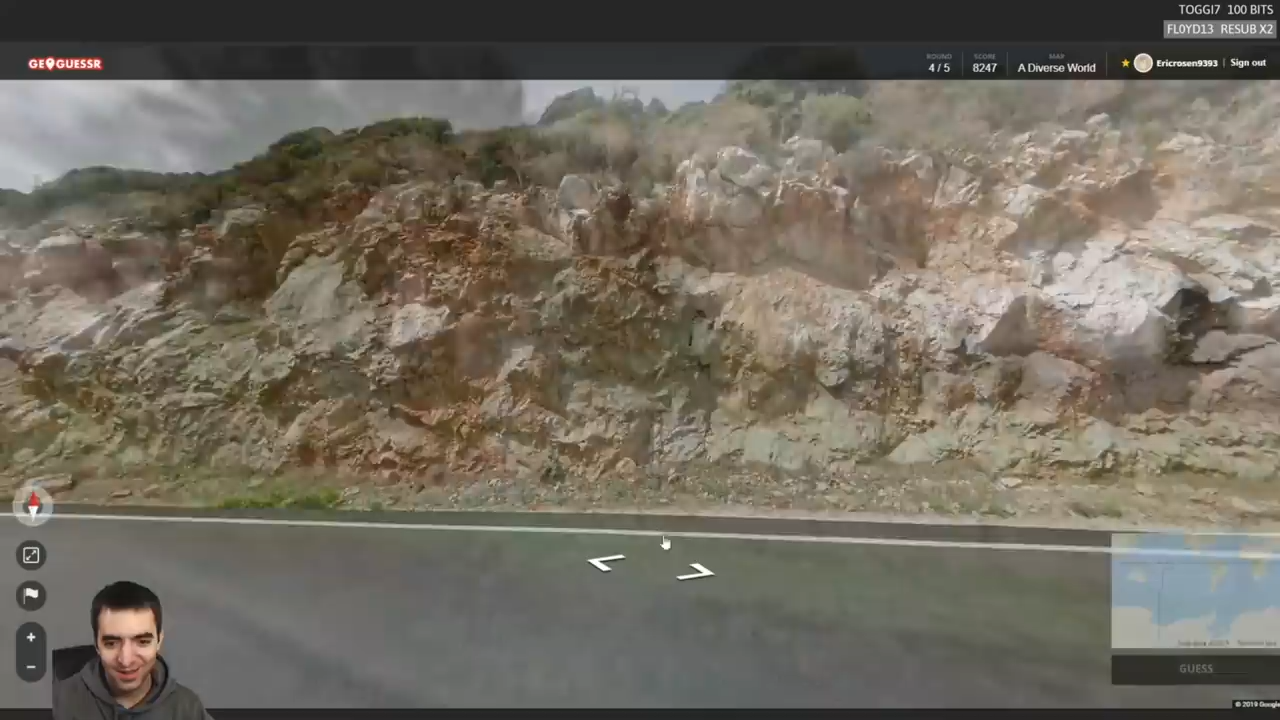 TOGGI7 100 BITS
FL0YD13 RESUB X2
GEOGUESSR
ROUND
4 / 5
SCORE
8247
MAP
A Diverse World
Ericrosen9393
Sign out
GUESS
© 2019 Google